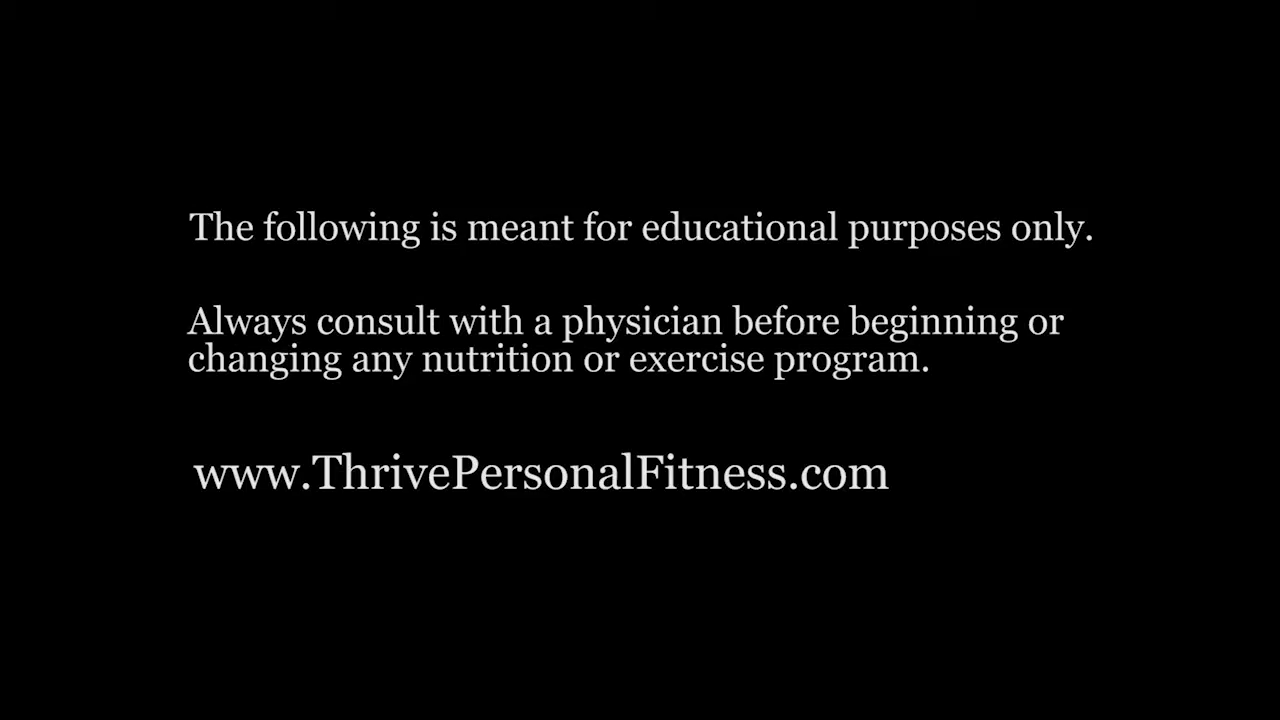 The following is meant for educational purposes only.
Always consult with a physician before beginning or
changing any nutrition or exercise program.
www.ThrivePersonalFitness.com